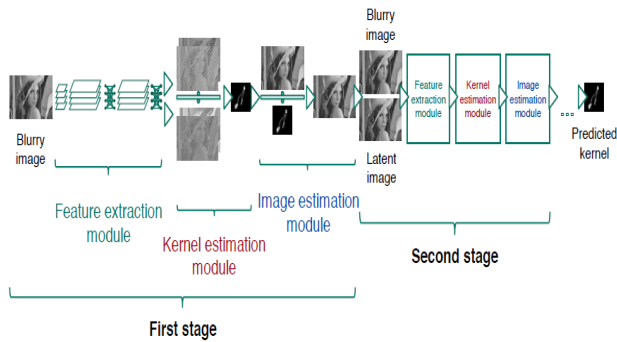 Blurry
image
Blurry
image
Latent
image
Feature
extraction
module
Kernel
estimation
module
Image
estimation
module
Predicted
kernel
Feature extraction
module
Kernel estimation
module
Image estimation
module
Second stage
First stage